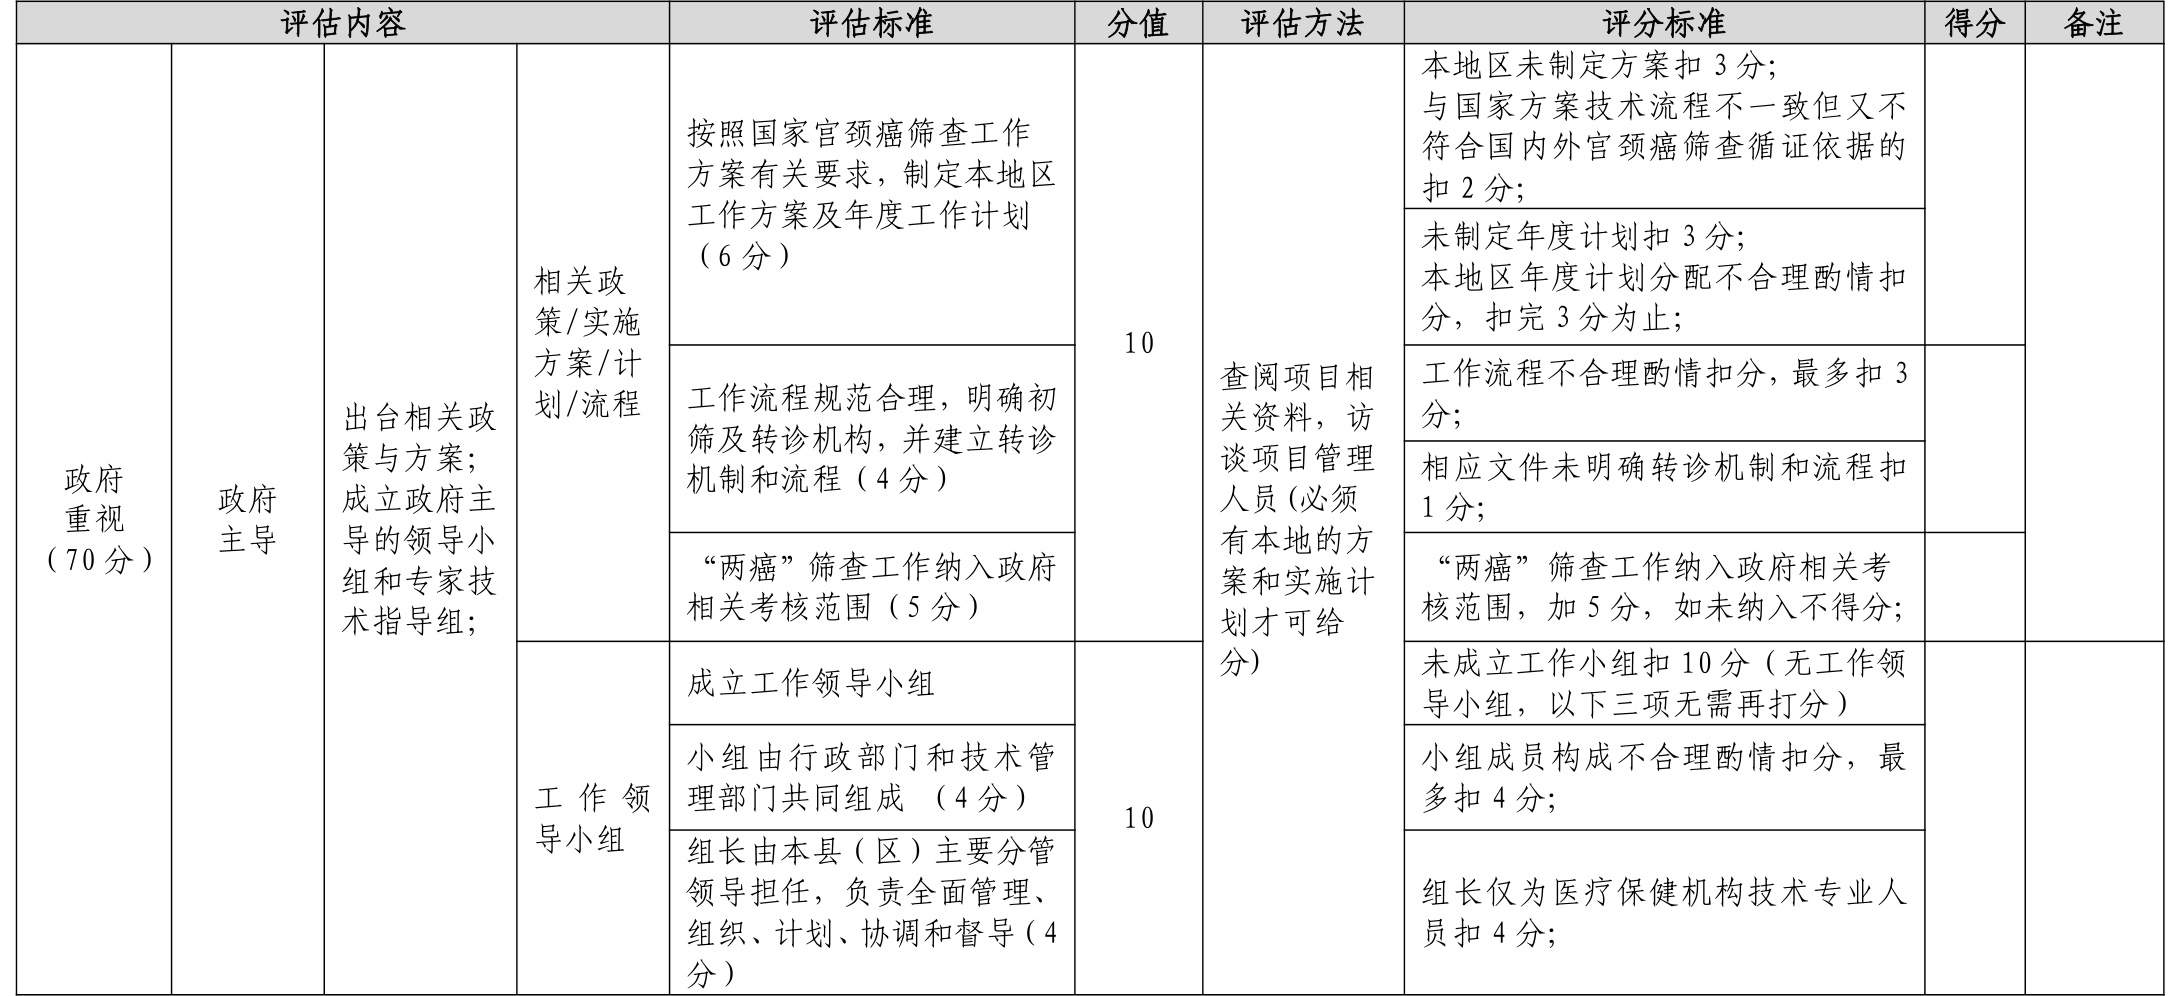 评估内容
评估标准
分值
评估方法
评分标准
得分
备注
政府
重视
（70分）
政府
主导
出台相关政
策与方案；
成立政府主
导的领导小
组和专家技
术指导组；
相关政
策/实施
方案/计
划/流程
按照国家宫颈癌筛查工作
方案有关要求，制定本地区
工作方案及年度工作计划
（6分）
10
查阅项目相
关资料，访
谈项目管理
人员(必须
有本地的方
案和实施计
划才可给
分)
本地区未制定方案扣 3分；
与国家方案技术流程不一致但又不
符合国内外宫颈癌筛查循证依据的
扣 2 分；
未制定年度计划扣 3 分；
本地区年度计划分配不合理酌情扣
分，扣完 3分为止；
工作流程规范合理，明确初
筛及转诊机构，并建立转诊
机制和流程（4分）
工作流程不合理酌情扣分，最多扣 3
分；
相应文件未明确转诊机制和流程扣
1 分；
“两癌”筛查工作纳入政府
相关考核范围（5分）
“两癌”筛查工作纳入政府相关考
核范围，加 5分，如未纳入不得分；
工 作 领
导小组
成立工作领导小组
10
未成立工作小组扣 10分（无工作领
导小组，以下三项无需再打分）
小组由行政部门和技术管
理部门共同组成 （4分）
小组成员构成不合理酌情扣分，最
多扣 4 分；
组长由本县（区）主要分管
领导担任，负责全面管理、
组织、计划、协调和督导（4
分）
组长仅为医疗保健机构技术专业人
员扣 4 分；